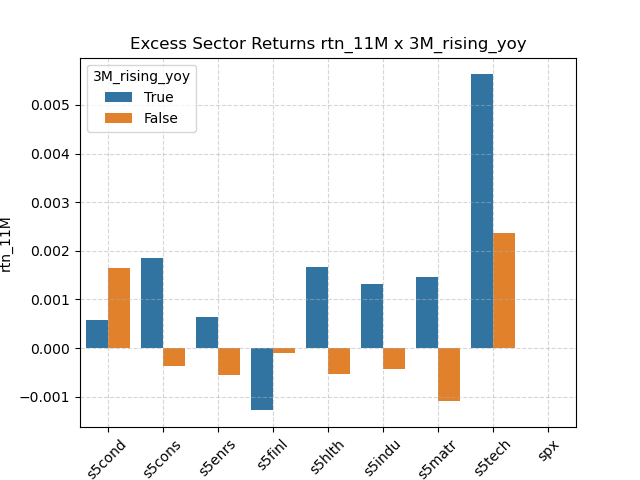 Excess Sector Returns rtn_11M x 3M_rising_yoy
3M_rising_yoy
True
False
0.005
0.004
0.003
0.002
0.001
0.000
−0.001
rtn_11M
s5cond
s5cons
s5enrs
s5finl
s5hlth
s5indu
s5matr
s5tech
spx